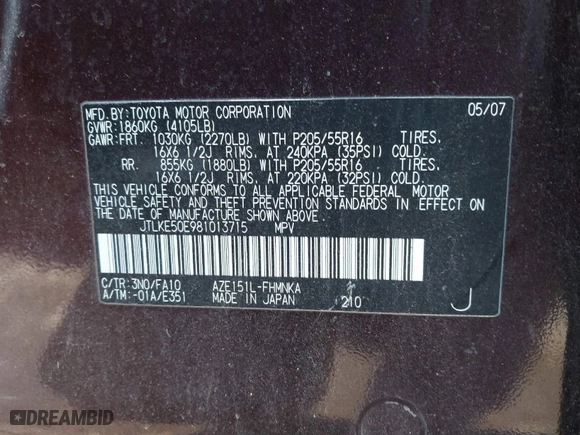 MFD. BY: TOYOTA MOTOR CORPORATION 05/07
GVWR: 1860KG (4105LB)
GAWR: FRT. 1030KG (2270LB) WITH P205/55R16 TIRES,
16X6 1/2J RIMS, AT 240KPA (35PSI) COLD.
RR. 855KG (1880LB) WITH P205/55R16 TIRES,
16X6 1/2J RIMS, AT 220KPA (32PSI) COLD.
THIS VEHICLE CONFORMS TO ALL APPLICABLE FEDERAL MOTOR
VEHICLE SAFETY AND THEFT PREVENTION STANDARDS IN EFFECT ON
THE DATE OF MANUFACTURE SHOWN ABOVE.
JTLKE50E981013715 MPV
C/TR: 3N0/FA10 AZE151L-FHMNKA
A/TM: -01A/E351 MADE IN JAPAN 210 J
DREAMBID